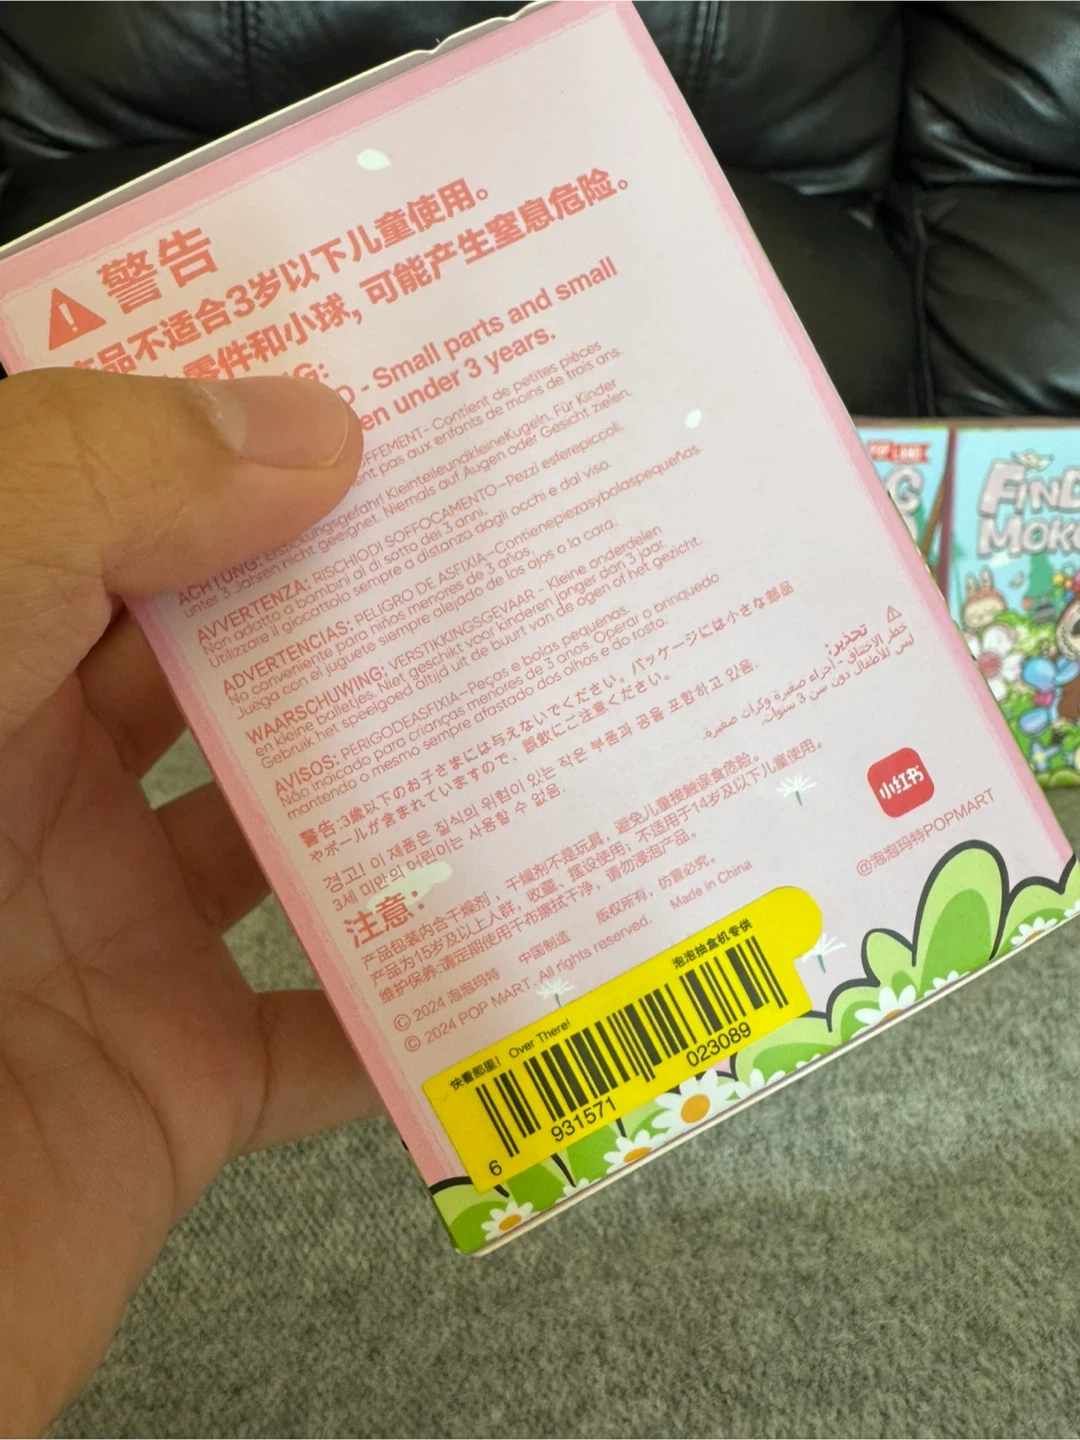 警告
品不适合3岁以下儿童使用。
零件和小球，可能产生窒息危险。
G:
- Small parts and small
en under 3 years.
FFEMENT- Contient de petites pièces
ent pas aux enfants de moins de trois ans.
ACHTUNG: Erstickungsgefahr! KleinteileundkleineKugeln. Für Kinder
unter 3 Jahren nicht geeignet. Niemals auf Augen oder Gesicht zielen.
AVVERTENZA: RISCHIODI SOFFOCAMENTO—Pezzi esferepiccoli.
Non adatto a bambini al di sotto dei 3 anni.
Utilizzare il giocattolo sempre a distanza dagli occhi e dal viso.
ADVERTENCIAS: PELIGRO DE ASFIXIA—Contienepiezasybolaspequeñas.
No conveniente para niños menores de 3 años.
Juega con el juguete siempre alejado de los ojos o la cara.
WAARSCHUWING: VERSTIKKINGSGEVAAR - Kleine onderdelen
en kleine balletjes. Niet geschikt voor kinderen jonger dan 3 jaar.
Gebruik het speelgoed altijd uit de buurt van de ogen of het gezicht.
AVISOS: PERIGODEASFIXIA—Peças e bolas pequenas.
Não indicado para crianças menores de 3 anos. Operar o brinquedo
mantendo o mesmo sempre afastado dos olhos e do rosto.
警告:3歳以下のお子さまには与えないでください。パッケージには小さな部品
やボールが含まれていますので、誤飲にご注意ください。
경고! 이 제품은 질식의 위험이 있는 작은 부품과 공을 포함하고 있음.
3세 미만의 어린이는 사용할 수 없음.
تحذير:
خطر الاختناق - أجزاء صغيرة وكرات صغيرة.
ليس للأطفال دون سن 3 سنوات.
注意:
产品包装内含干燥剂，干燥剂不是玩具，避免儿童接触误食危险。
产品为15岁及以上人群，收藏、摆设使用；不适用于14岁及以下儿童使用。
维护保养:请定期使用干布擦拭干净，请勿浸泡产品。
© 2024 泡泡玛特 中国制造 版权所有，仿冒必究。
© 2024 POP MART. All rights reserved. Made in China
小红书
@泡泡玛特POPMART
快看那里！ Over There! 泡泡抽盒机专供
6 931571 023089
FIND
MOK
G